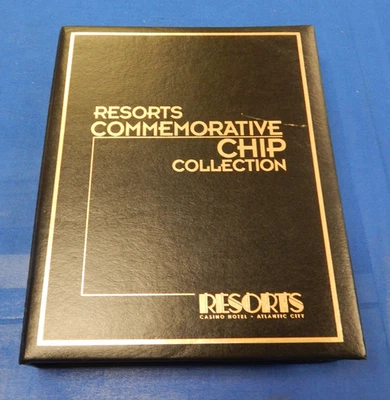 RESORTS
COMMEMORATIVE
CHIP
COLLECTION
RESORTS
CASINO HOTEL • ATLANTIC CITY